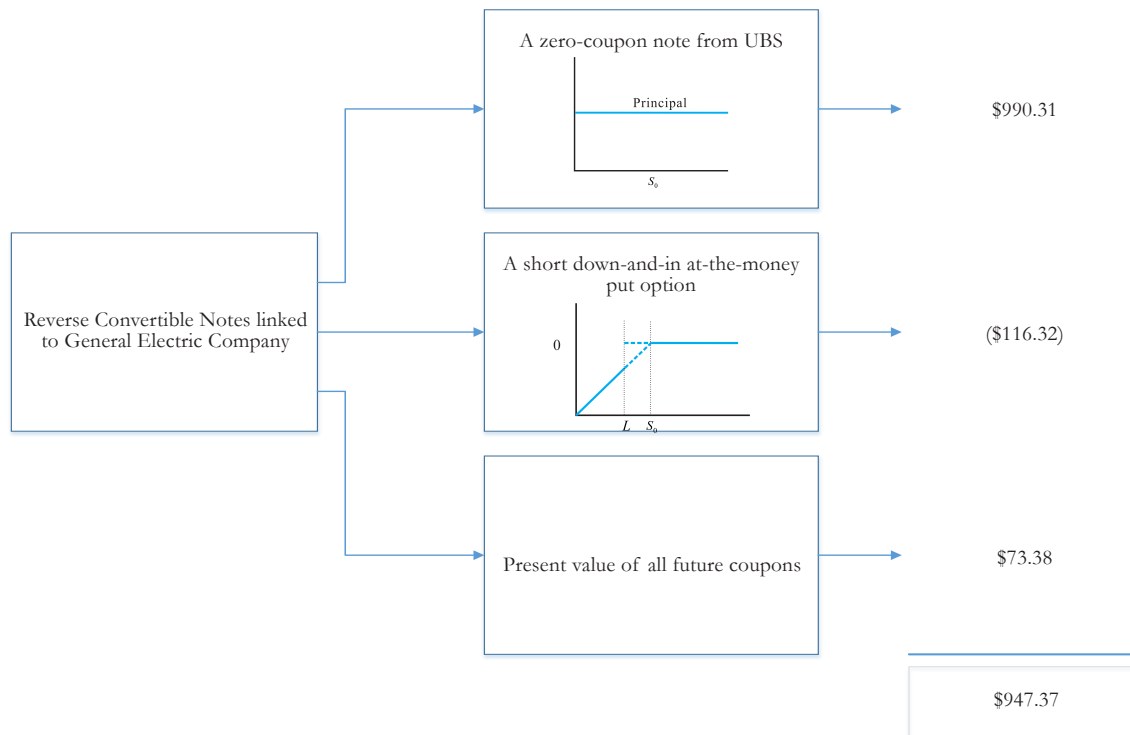 A zero-coupon note from UBS
Principal
S₀
$990.31
Reverse Convertible Notes linked
to General Electric Company
A short down-and-in at-the-money
put option
0
L S₀
($116.32)
Present value of all future coupons
$73.38
$947.37